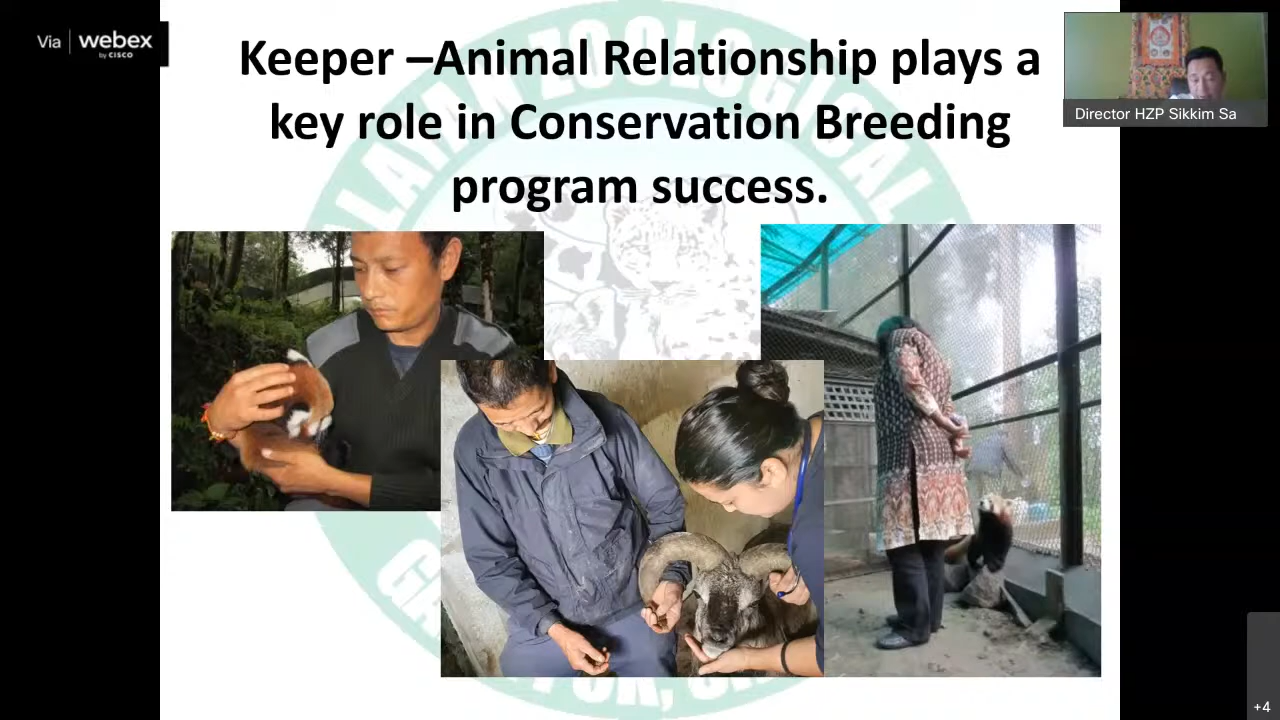 Via webex
by CISCO
Keeper –Animal Relationship plays a
key role in Conservation Breeding
program success.
Director HZP Sikkim Sa
ZOOLOGICAL
+4